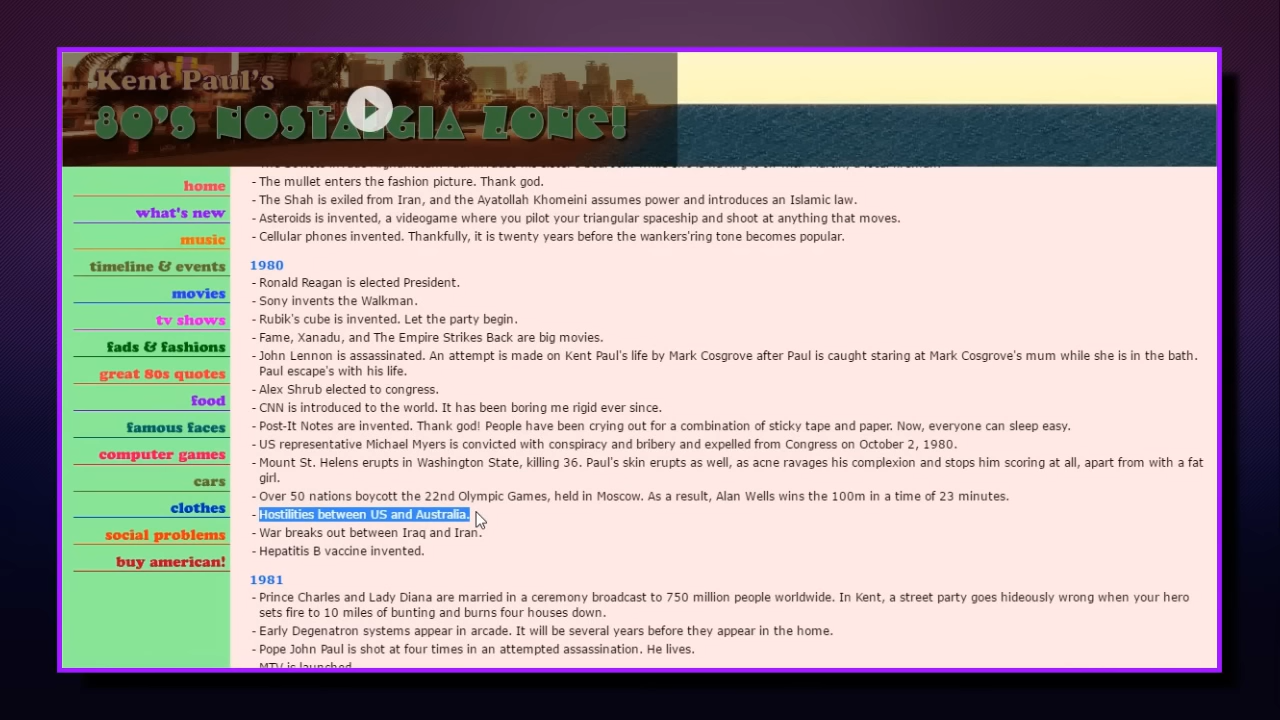 Kent Paul's
80's Nostalgia Zone!
home
what's new
music
timeline & events
movies
tv shows
fads & fashions
great 80s quotes
food
famous faces
computer games
cars
clothes
social problems
buy american!
- The mullet enters the fashion picture. Thank god.
- The Shah is exiled from Iran, and the Ayatollah Khomeini assumes power and introduces an Islamic law.
- Asteroids is invented, a videogame where you pilot your triangular spaceship and shoot at anything that moves.
- Cellular phones invented. Thankfully, it is twenty years before the wankers'ring tone becomes popular.
1980
- Ronald Reagan is elected President.
- Sony invents the Walkman.
- Rubik's cube is invented. Let the party begin.
- Fame, Xanadu, and The Empire Strikes Back are big movies.
- John Lennon is assassinated. An attempt is made on Kent Paul's life by Mark Cosgrove after Paul is caught staring at Mark Cosgrove's mum while she is in the bath.
Paul escape's with his life.
- Alex Shrub elected to congress.
- CNN is introduced to the world. It has been boring me rigid ever since.
- Post-It Notes are invented. Thank god! People have been crying out for a combination of sticky tape and paper. Now, everyone can sleep easy.
- US representative Michael Myers is convicted with conspiracy and bribery and expelled from Congress on October 2, 1980.
- Mount St. Helens erupts in Washington State, killing 36. Paul's skin erupts as well, as acne ravages his complexion and stops him scoring at all, apart from with a fat
girl.
- Over 50 nations boycott the 22nd Olympic Games, held in Moscow. As a result, Alan Wells wins the 100m in a time of 23 minutes.
- Hostilities between US and Australia.
- War breaks out between Iraq and Iran.
- Hepatitis B vaccine invented.
1981
- Prince Charles and Lady Diana are married in a ceremony broadcast to 750 million people worldwide. In Kent, a street party goes hideously wrong when your hero
sets fire to 10 miles of bunting and burns four houses down.
- Early Degenatron systems appear in arcade. It will be several years before they appear in the home.
- Pope John Paul is shot at four times in an attempted assassination. He lives.
- MTV is launched